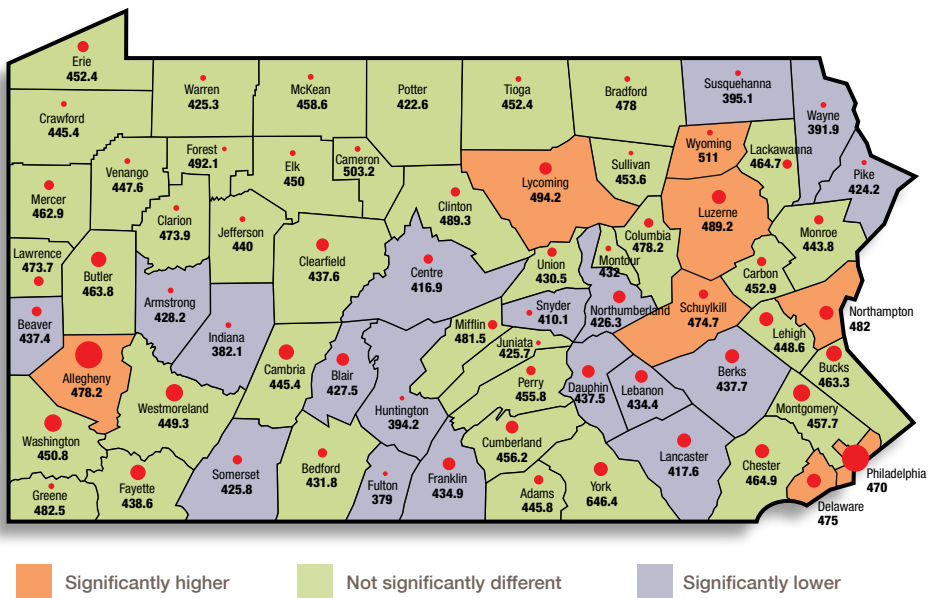 Erie
452.4
Crawford
445.4
Warren
425.3
McKean
458.6
Potter
422.6
Tioga
452.4
Bradford
478
Susquehanna
395.1
Wayne
391.9
Forest
492.1
Elk
450
Cameron
503.2
Venango
447.6
Mercer
462.9
Lycoming
494.2
Sullivan
453.6
Wyoming
511
Lackawanna
464.7
Pike
424.2
Clarion
473.9
Jefferson
440
Clinton
489.3
Luzerne
489.2
Columbia
478.2
Monroe
443.8
Lawrence
473.7
Butler
463.8
Clearfield
437.6
Centre
416.9
Union
430.5
Montour
432
Carbon
452.9
Armstrong
428.2
Beaver
437.4
Indiana
382.1
Snyder
410.1
Northumberland
426.3
Schuylkill
474.7
Northampton
482
Mifflin
481.5
Juniata
425.7
Lehigh
448.6
Bucks
463.3
Allegheny
478.2
Cambria
445.4
Blair
427.5
Perry
455.8
Dauphin
437.5
Lebanon
434.4
Berks
437.7
Westmoreland
449.3
Huntington
394.2
Montgomery
457.7
Washington
450.8
Cumberland
456.2
Lancaster
417.6
Chester
464.9
Philadelphia
470
Fayette
438.6
Somerset
425.8
Bedford
431.8
Fulton
379
Franklin
434.9
Adams
445.8
York
646.4
Greene
482.5
Delaware
475
Significantly higher
Not significantly different
Significantly lower